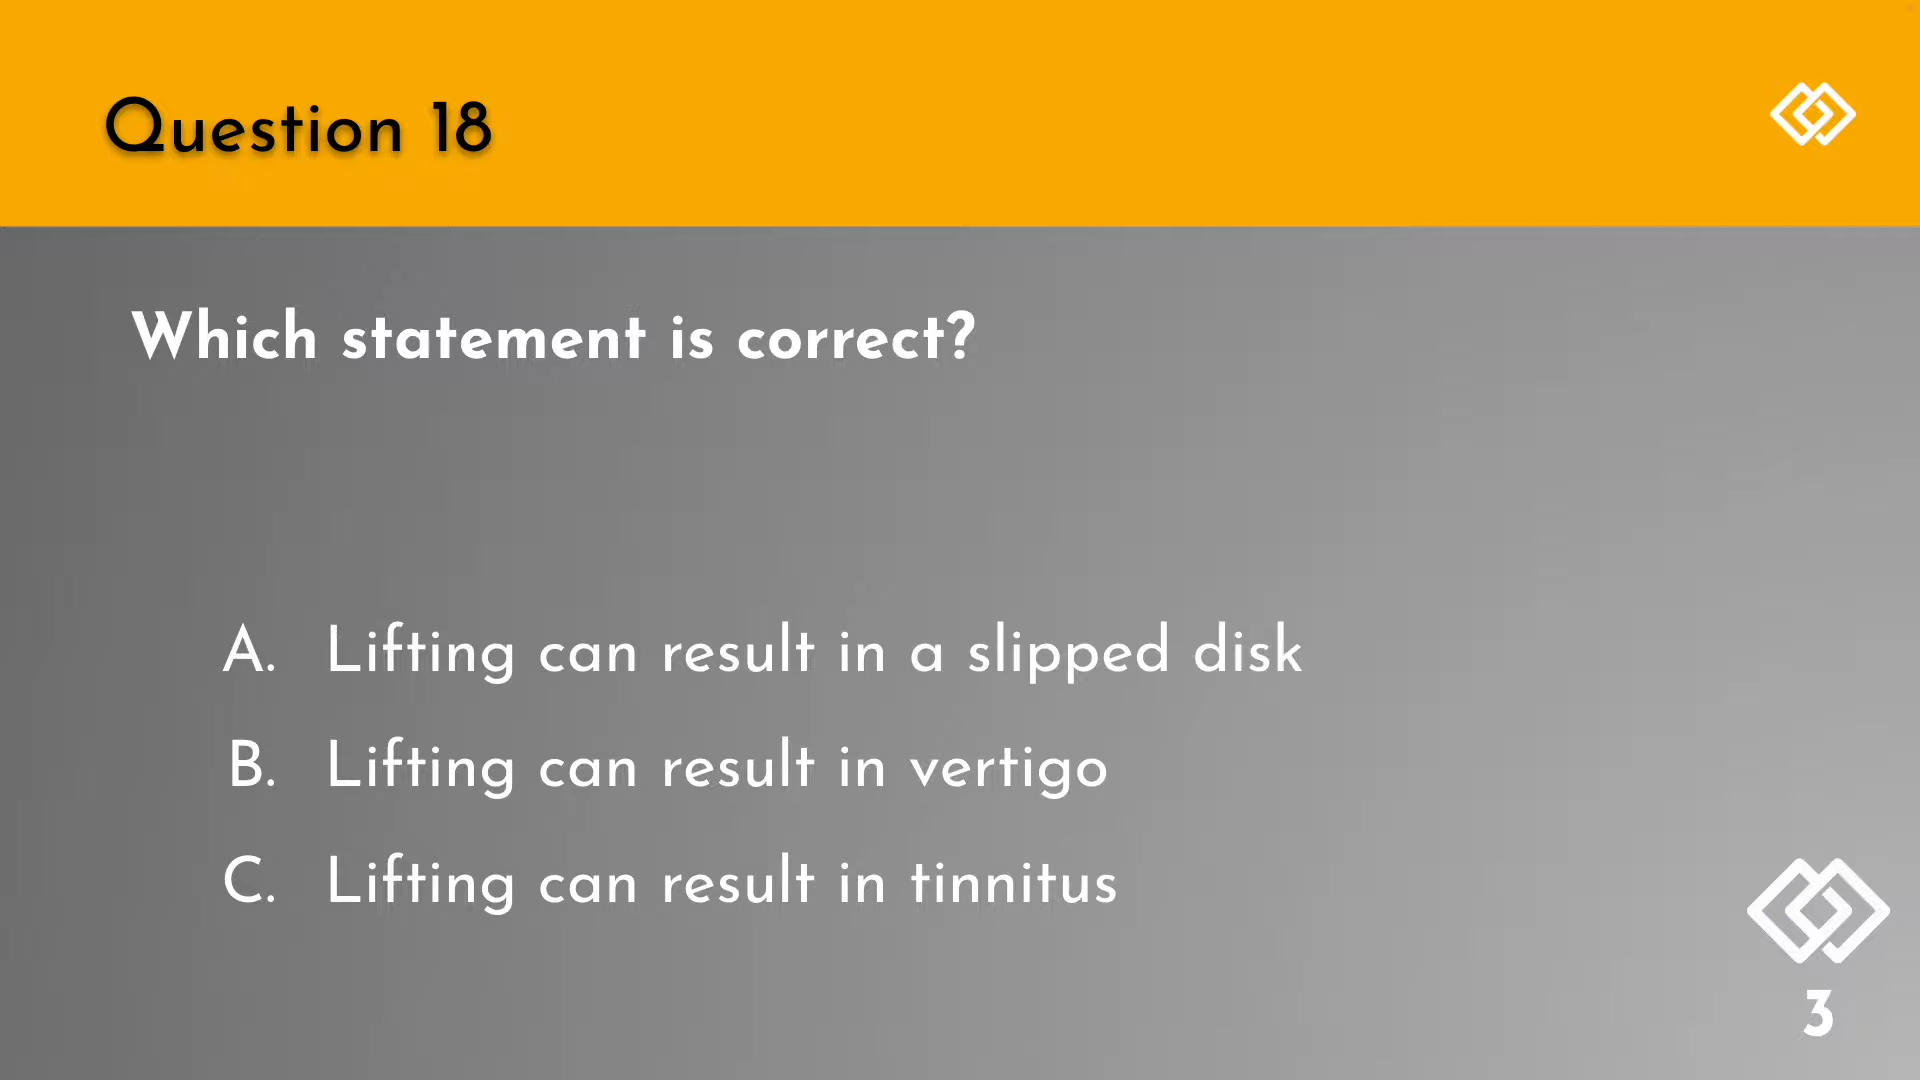 Question 18
Which statement is correct?
A. Lifting can result in a slipped disk
B. Lifting can result in vertigo
C. Lifting can result in tinnitus
3